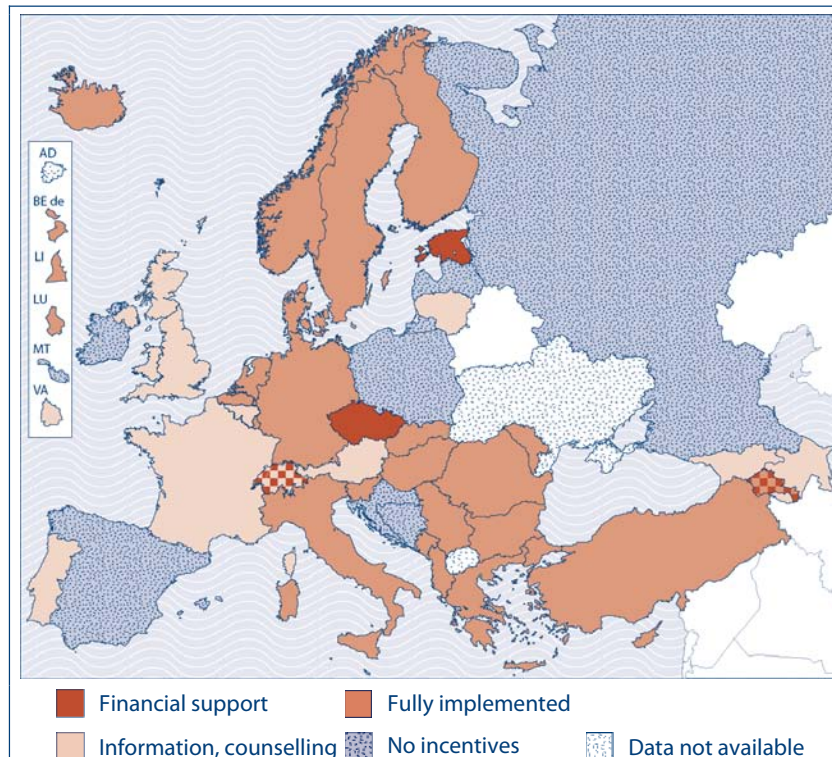 AD
BE de
LI
LU
MT
VA
Financial support
Fully implemented
Information, counselling
No incentives
Data not available